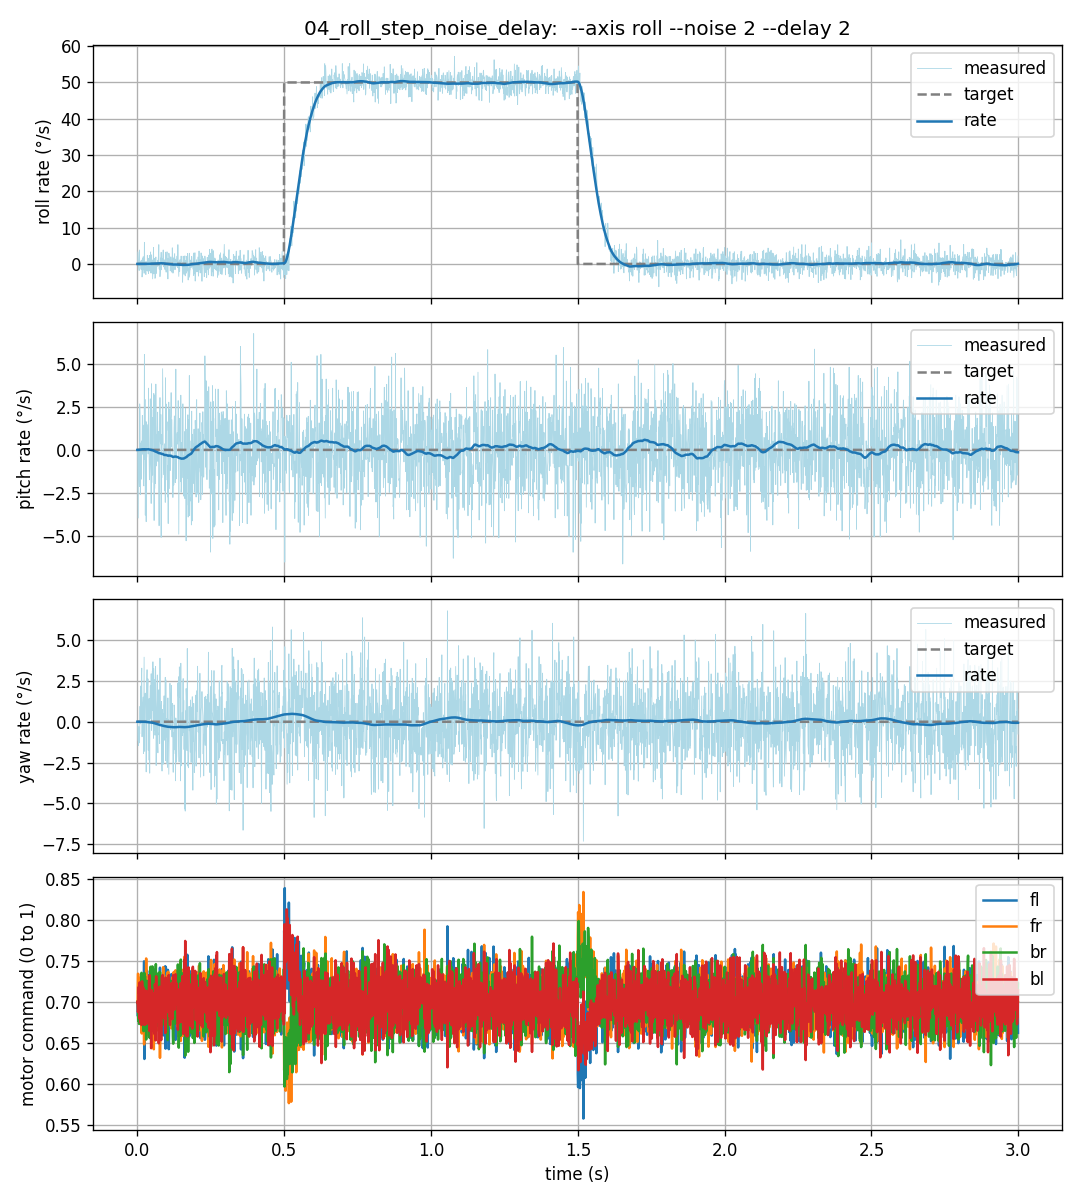 04_roll_step_noise_delay:  --axis roll --noise 2 --delay 2
roll rate (°/s)
60
50
40
30
20
10
0
measured
target
rate
pitch rate (°/s)
5.0
2.5
0.0
−2.5
−5.0
measured
target
rate
yaw rate (°/s)
5.0
2.5
0.0
−2.5
−5.0
−7.5
measured
target
rate
motor command (0 to 1)
0.85
0.80
0.75
0.70
0.65
0.60
0.55
fl
fr
br
bl
0.0 0.5 1.0 1.5 2.0 2.5 3.0
time (s)